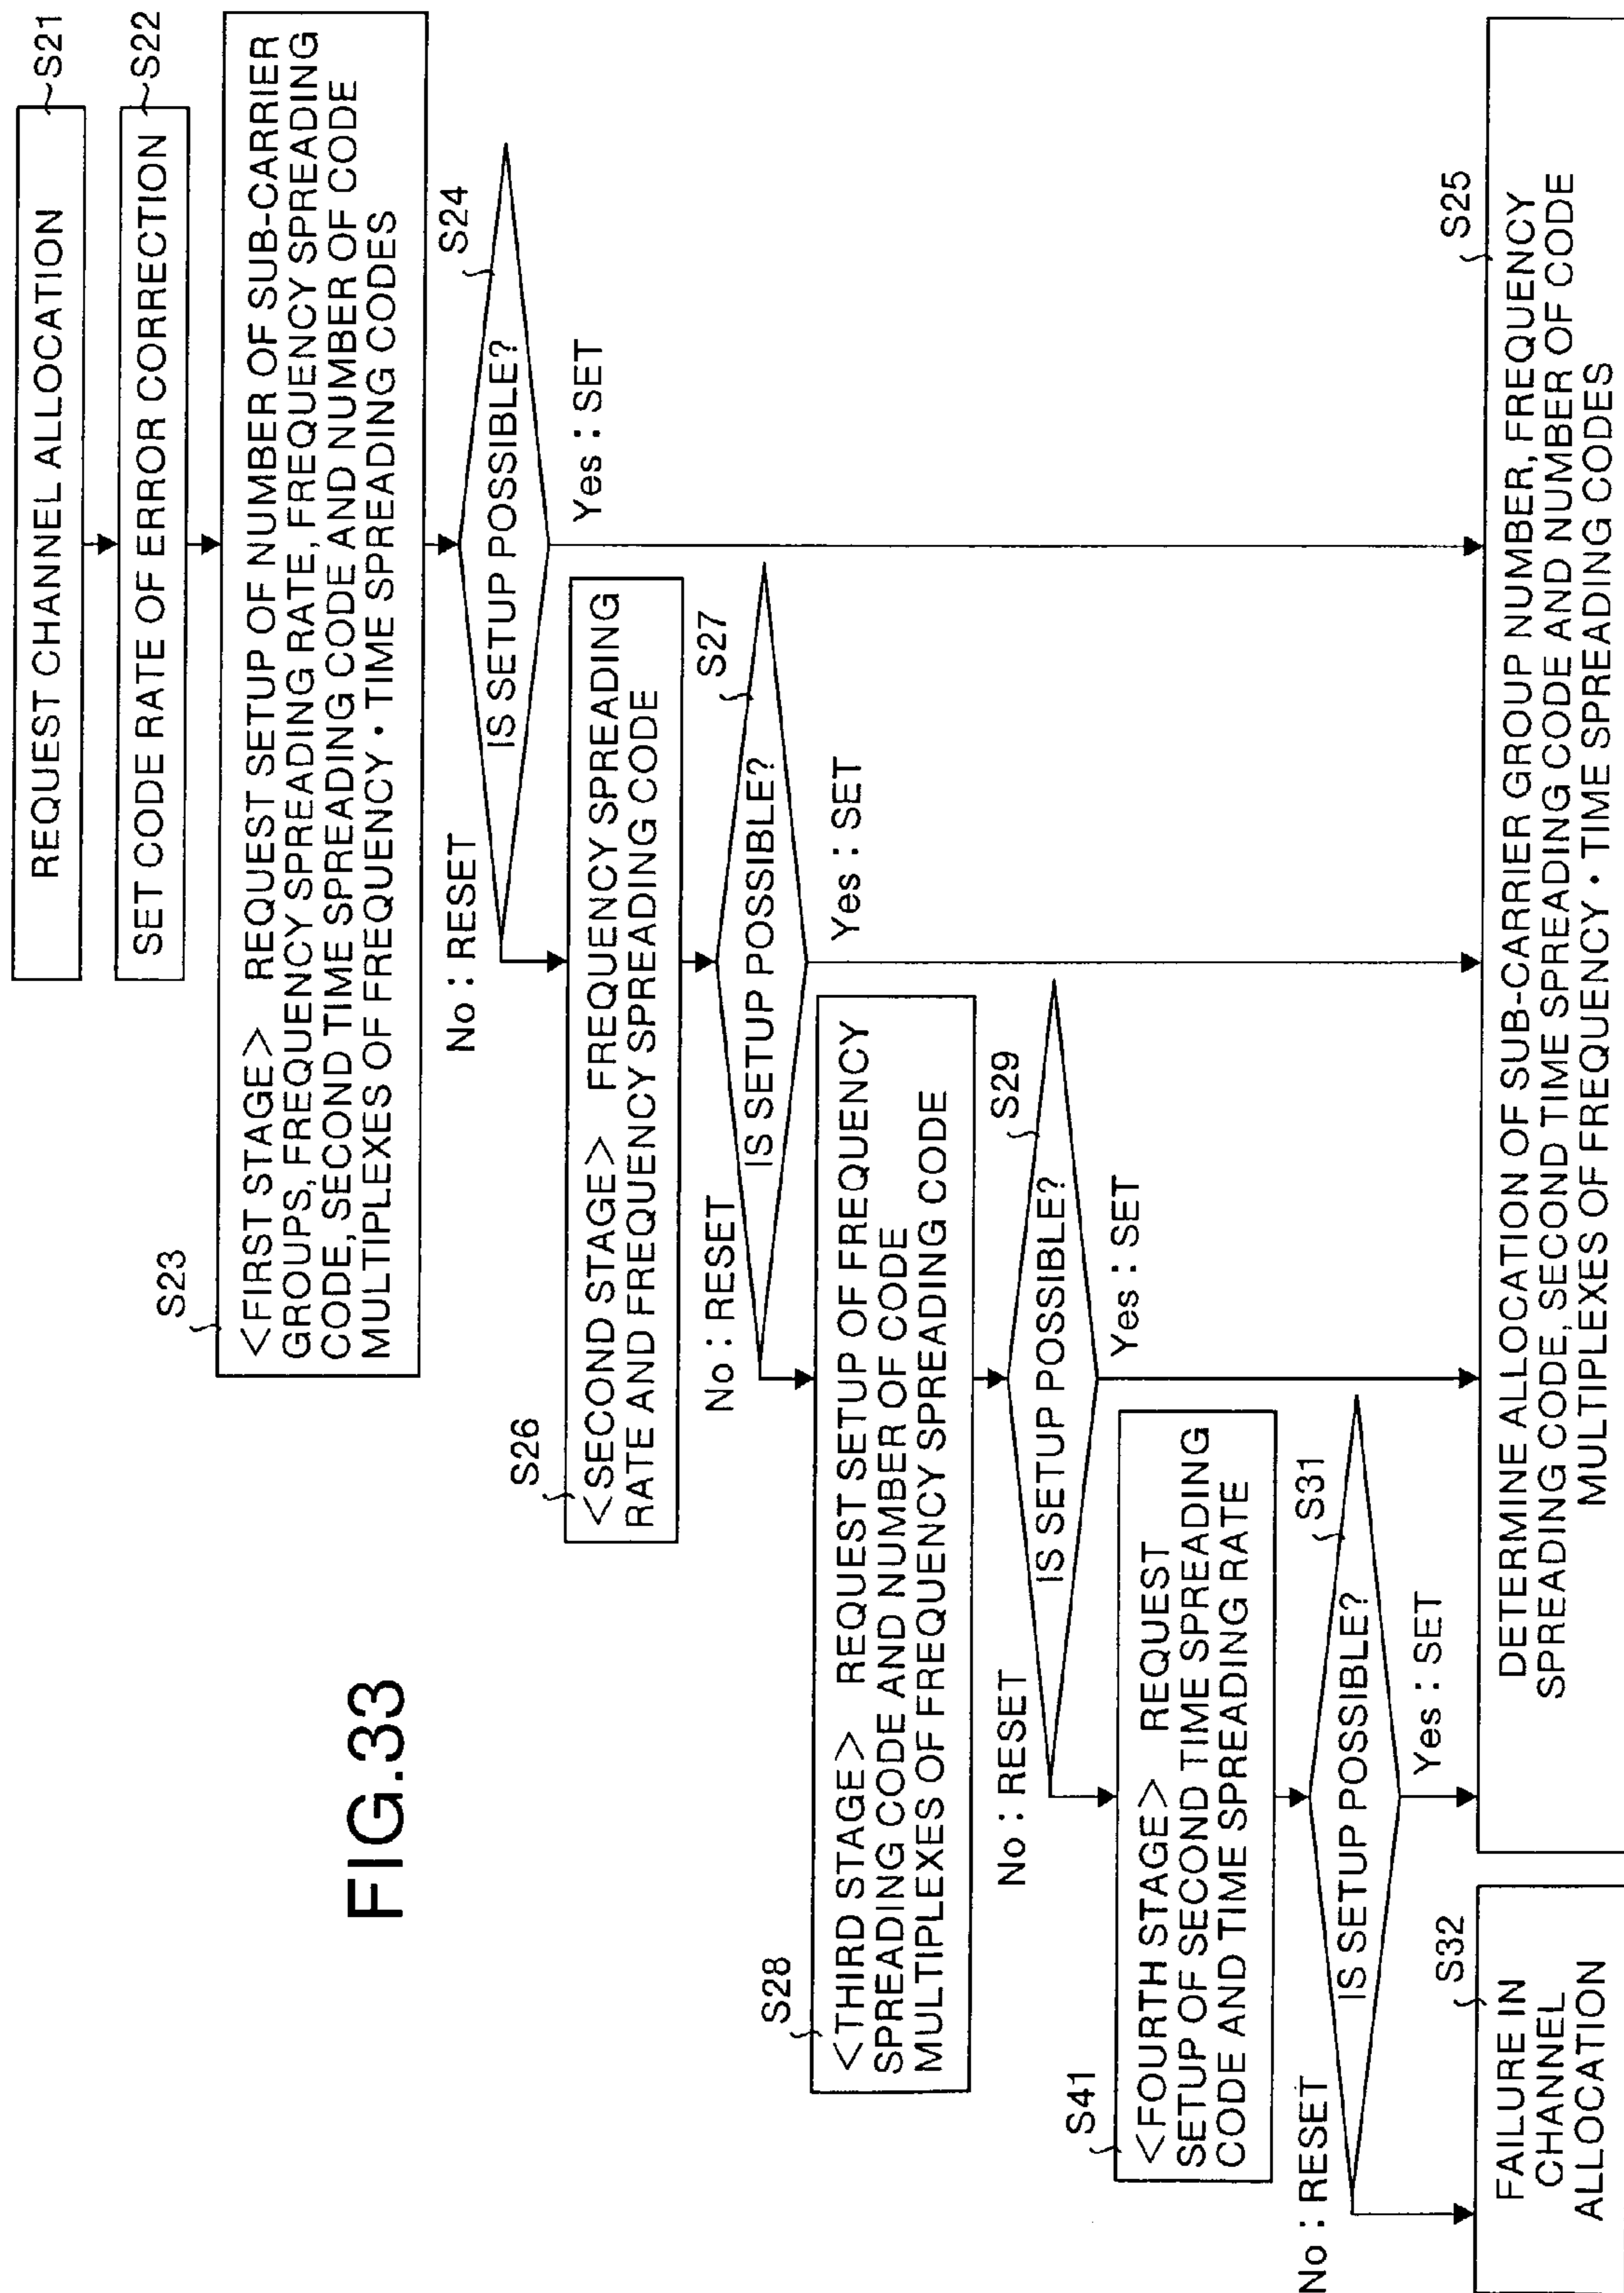 FIG.33
REQUEST CHANNEL ALLOCATION
S21
SET CODE RATE OF ERROR CORRECTION
S22
S23
<FIRST STAGE> REQUEST SETUP OF NUMBER OF SUB-CARRIER
GROUPS, FREQUENCY SPREADING RATE, FREQUENCY SPREADING
CODE, SECOND TIME SPREADING CODE AND NUMBER OF CODE
MULTIPLEXES OF FREQUENCY・TIME SPREADING CODES
S24
IS SETUP POSSIBLE?
No : RESET
Yes : SET
S26
<SECOND STAGE> FREQUENCY SPREADING
RATE AND FREQUENCY SPREADING CODE
S27
IS SETUP POSSIBLE?
No : RESET
Yes : SET
S28
<THIRD STAGE> REQUEST SETUP OF FREQUENCY
SPREADING CODE AND NUMBER OF CODE
MULTIPLEXES OF FREQUENCY SPREADING CODE
S29
IS SETUP POSSIBLE?
No : RESET
Yes : SET
S41
<FOURTH STAGE> REQUEST
SETUP OF SECOND TIME SPREADING
CODE AND TIME SPREADING RATE
S31
IS SETUP POSSIBLE?
No : RESET
Yes : SET
S32
FAILURE IN
CHANNEL
ALLOCATION
S25
DETERMINE ALLOCATION OF SUB-CARRIER GROUP NUMBER, FREQUENCY
SPREADING CODE, SECOND TIME SPREADING CODE AND NUMBER OF CODE
MULTIPLEXES OF FREQUENCY・TIME SPREADING CODES